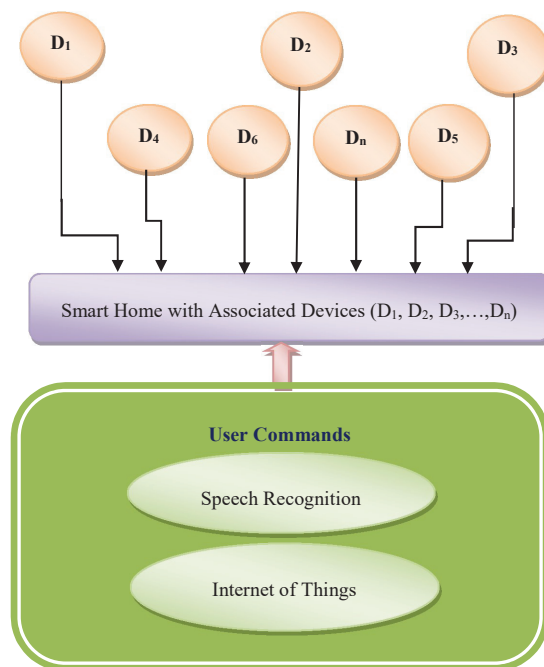 D1
D2
D3
D4
D6
Dn
D5
Smart Home with Associated Devices (D1, D2, D3,…,Dn)
User Commands
Speech Recognition
Internet of Things